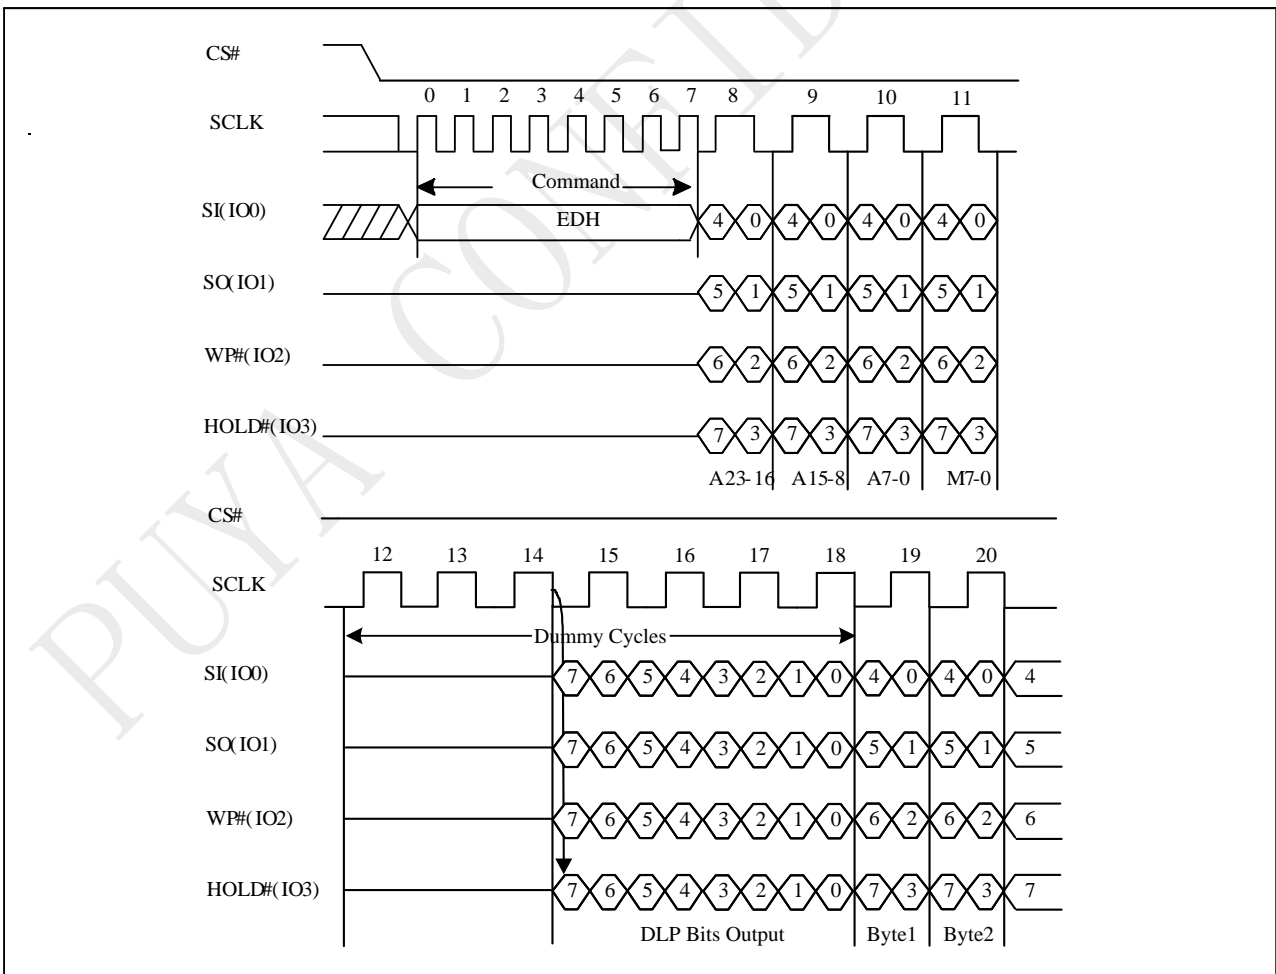 CS#
0 1 2 3 4 5 6 7 8 9 10 11
SCLK
Command
SI(IO0) EDH 4 0 4 0 4 0 4 0
SO(IO1) 5 1 5 1 5 1 5 1
WP#(IO2) 6 2 6 2 6 2 6 2
HOLD#(IO3) 7 3 7 3 7 3 7 3
A23-16 A15-8 A7-0 M7-0
CS#
12 13 14 15 16 17 18 19 20
SCLK
Dummy Cycles
SI(IO0) 7 6 5 4 3 2 1 0 4 0 4 0 4
SO(IO1) 7 6 5 4 3 2 1 0 5 1 5 1 5
WP#(IO2) 7 6 5 4 3 2 1 0 6 2 6 2 6
HOLD#(IO3) 7 6 5 4 3 2 1 0 7 3 7 3 7
DLP Bits Output Byte1 Byte2
PUYA CONFID